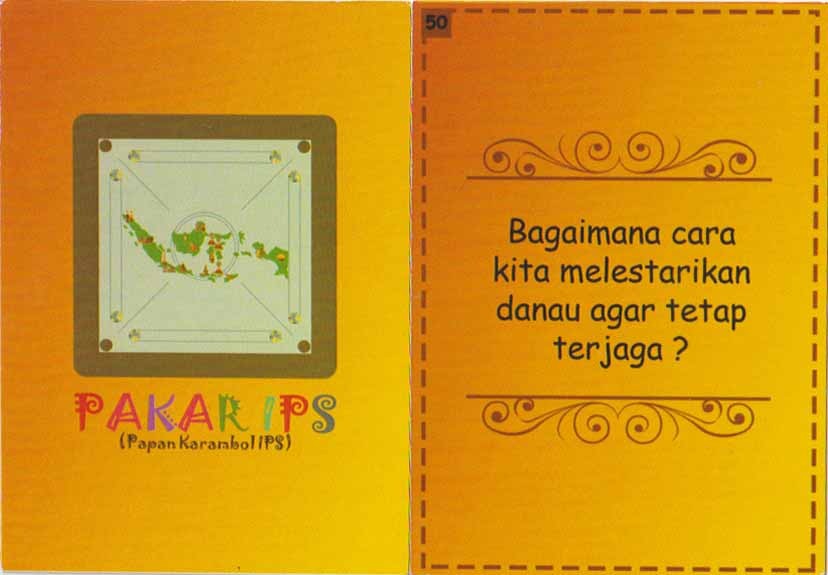 PAKAR IPS
(Papan Karambol IPS)
50
Bagaimana cara
kita melestarikan
danau agar tetap
terjaga ?